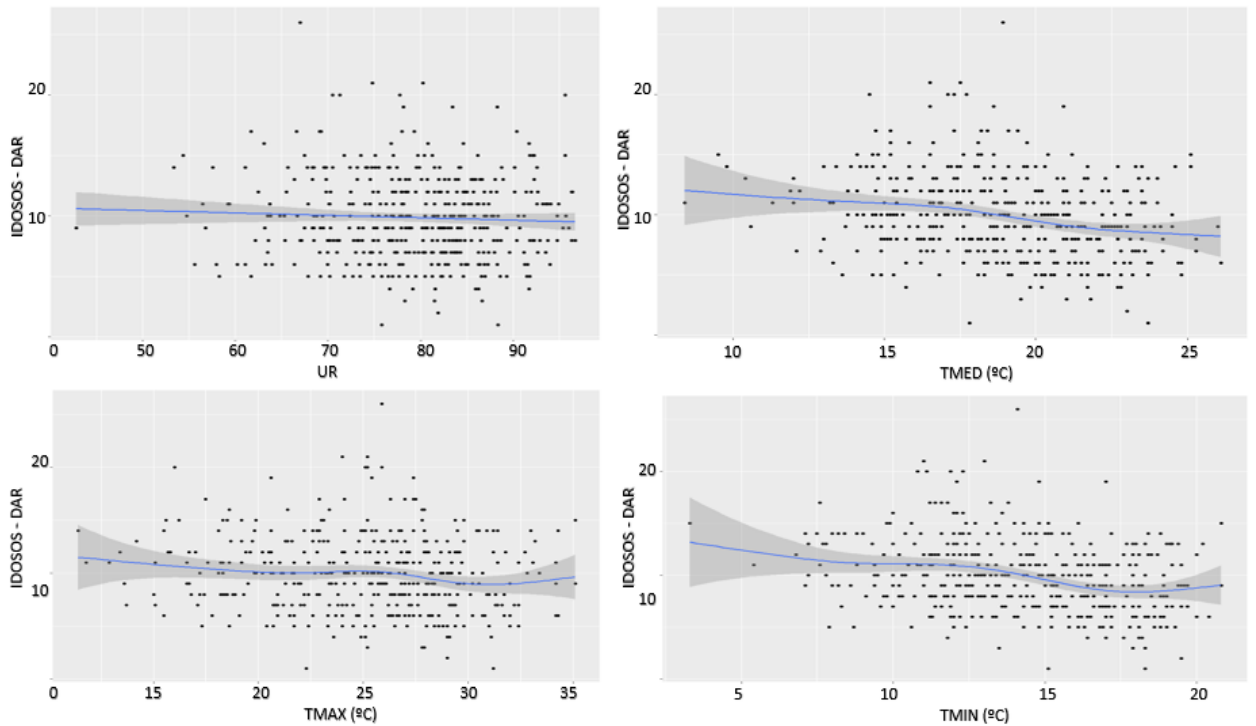 20
10
IDOSOS - DAR
0 50 60 70 80 90
UR
20
10
IDOSOS - DAR
10 15 20 25
TMED (ºC)
20
10
IDOSOS - DAR
0 15 20 25 30 35
TMAX (ºC)
20
10
IDOSOS - DAR
5 10 15 20
TMIN (ºC)